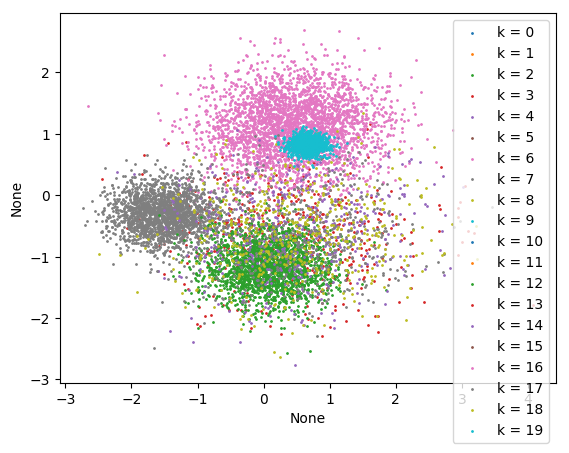 k = 0
k = 1
k = 2
k = 3
k = 4
k = 5
k = 6
k = 7
k = 8
k = 9
k = 10
k = 11
k = 12
k = 13
k = 14
k = 15
k = 16
k = 17
k = 18
k = 19
2
1
0
−1
−2
−3
None
−3 −2 −1 0 1 2 3 4
None